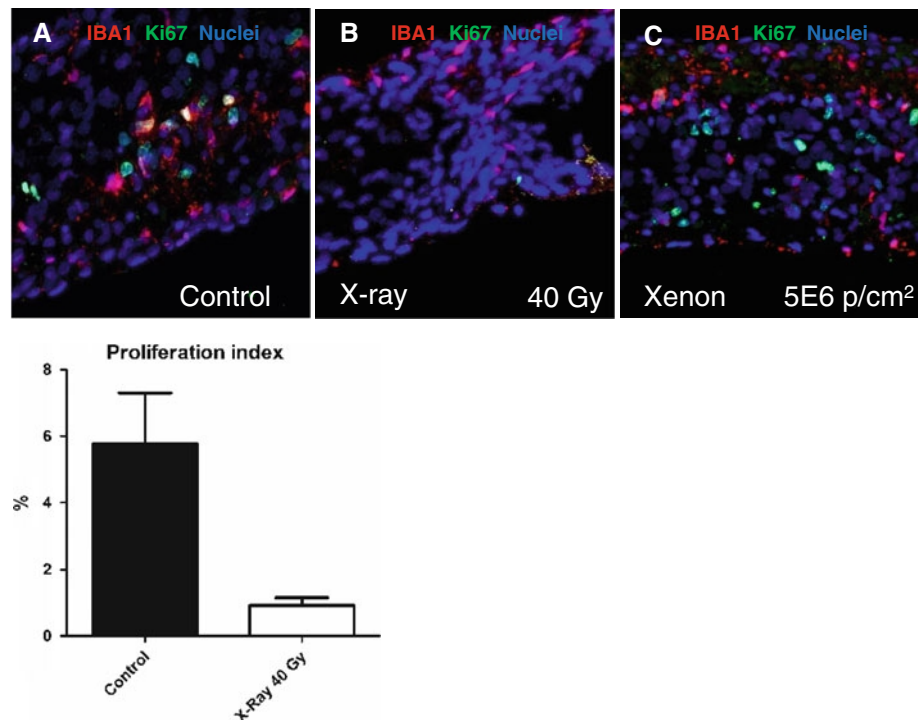 A IBA1 Ki67 Nuclei
Control
B IBA1 Ki67 Nuclei
X-ray 40 Gy
C IBA1 Ki67 Nuclei
Xenon 5E6 p/cm²
Proliferation index
%
8
6
4
2
0
Control
X-Ray 40 Gy